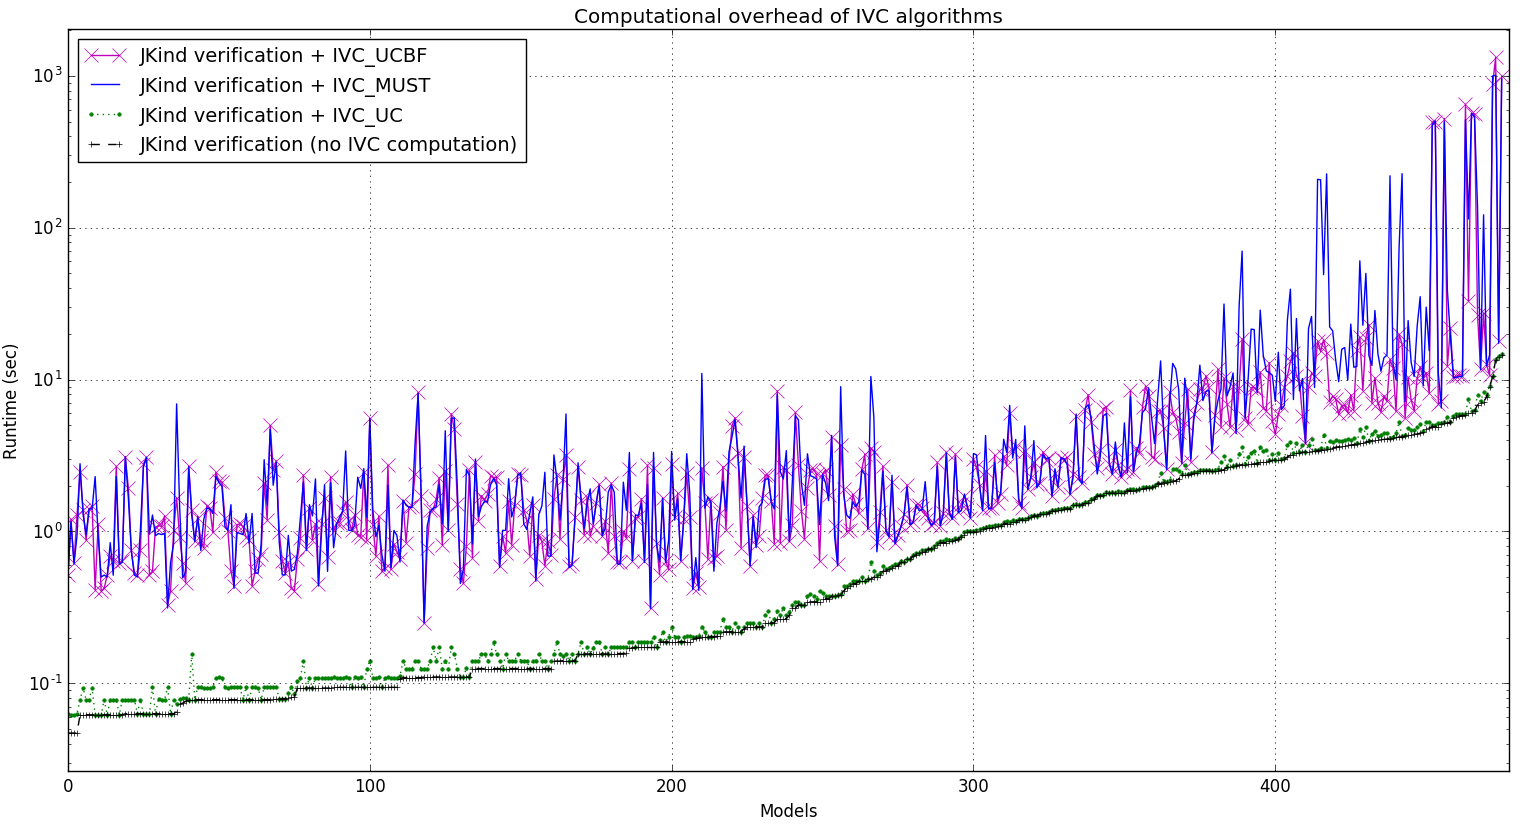 Computational overhead of IVC algorithms
JKind verification + IVC_UCBF
JKind verification + IVC_MUST
JKind verification + IVC_UC
JKind verification (no IVC computation)
Runtime (sec)
10³
10²
10¹
10⁰
10⁻¹
0 100 200 300 400
Models